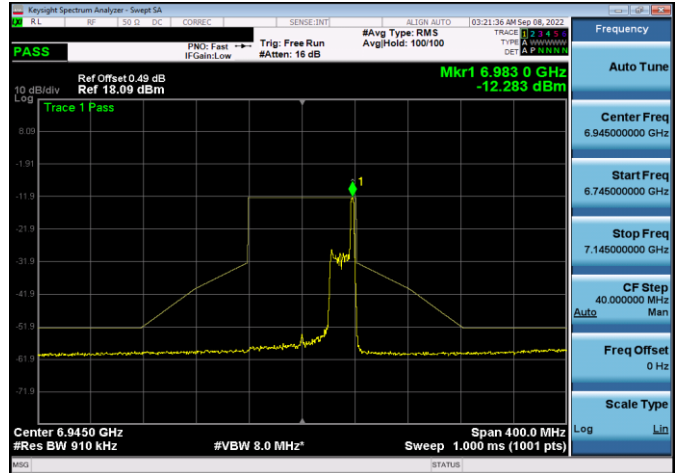 Keysight Spectrum Analyzer - Swept SA
RL RF 50 Ω DC CORREC SENSE:INT ALIGN AUTO 03:21:36 AM Sep 08, 2022
PASS
PNO: Fast
IFGain:Low
Trig: Free Run
#Atten: 16 dB
#Avg Type: RMS
Avg|Hold: 100/100
TRACE 1 2 3 4 5 6
TYPE A WWWWW
DET A P N N N N
Ref Offset 0.49 dB
10 dB/div Ref 18.09 dBm
Log
Mkr1 6.983 0 GHz
-12.283 dBm
Trace 1 Pass
8.09
-1.91
-11.9
-21.9
-31.9
-41.9
-51.9
-61.9
-71.9
1
Center 6.9450 GHz
#Res BW 910 kHz
#VBW 8.0 MHz*
Span 400.0 MHz
Sweep 1.000 ms (1001 pts)
MSG
STATUS
Frequency
Auto Tune
Center Freq
6.945000000 GHz
Start Freq
6.745000000 GHz
Stop Freq
7.145000000 GHz
CF Step
40.000000 MHz
Auto Man
Freq Offset
0 Hz
Scale Type
Log Lin